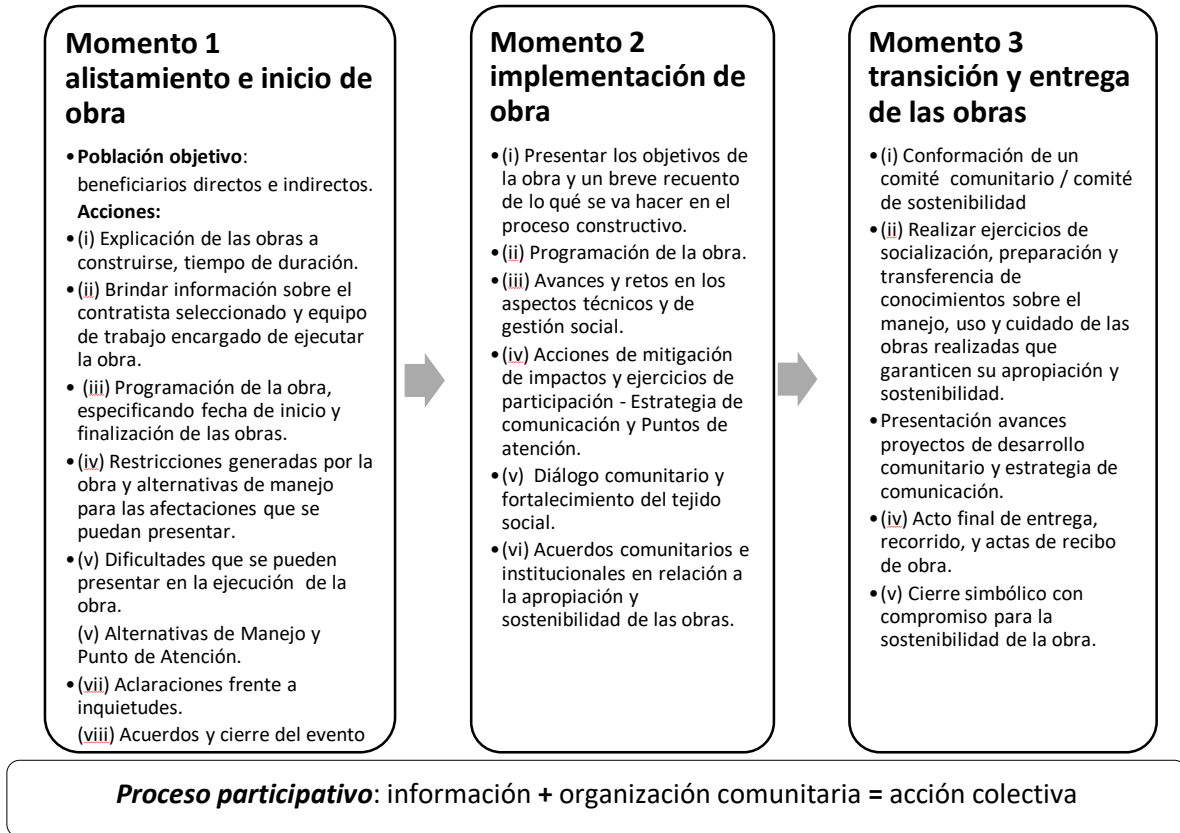 Momento 1
alistamiento e inicio de
obra
•Población objetivo:
beneficiarios directos e indirectos.
Acciones:
•(i) Explicación de las obras a
construirse, tiempo de duración.
•(ii) Brindar información sobre el
contratista seleccionado y equipo
de trabajo encargado de ejecutar
la obra.
• (iii) Programación de la obra,
especificando fecha de inicio y
finalización de las obras.
•(iv) Restricciones generadas por la
obra y alternativas de manejo
para las afectaciones que se
puedan presentar.
•(v) Dificultades que se pueden
presentar en la ejecución de la
obra.
(v) Alternativas de Manejo y
Punto de Atención.
•(vii) Aclaraciones frente a
inquietudes.
(viii) Acuerdos y cierre del evento
Momento 2
implementación de
obra
•(i) Presentar los objetivos de
la obra y un breve recuento
de lo qué se va hacer en el
proceso constructivo.
•(ii) Programación de la obra.
•(iii) Avances y retos en los
aspectos técnicos y de
gestión social.
•(iv) Acciones de mitigación
de impactos y ejercicios de
participación - Estrategia de
comunicación y Puntos de
atención.
•(v) Diálogo comunitario y
fortalecimiento del tejido
social.
•(vi) Acuerdos comunitarios e
institucionales en relación a
la apropiación y
sostenibilidad de las obras.
Momento 3
transición y entrega
de las obras
•(i) Conformación de un
comité comunitario / comité
de sostenibilidad
•(ii) Realizar ejercicios de
socialización, preparación y
transferencia de
conocimientos sobre el
manejo, uso y cuidado de las
obras realizadas que
garanticen su apropiación y
sostenibilidad.
•Presentación avances
proyectos de desarrollo
comunitario y estrategia de
comunicación.
•(iv) Acto final de entrega,
recorrido, y actas de recibo
de obra.
•(v) Cierre simbólico con
compromiso para la
sostenibilidad de la obra.
Proceso participativo: información + organización comunitaria = acción colectiva